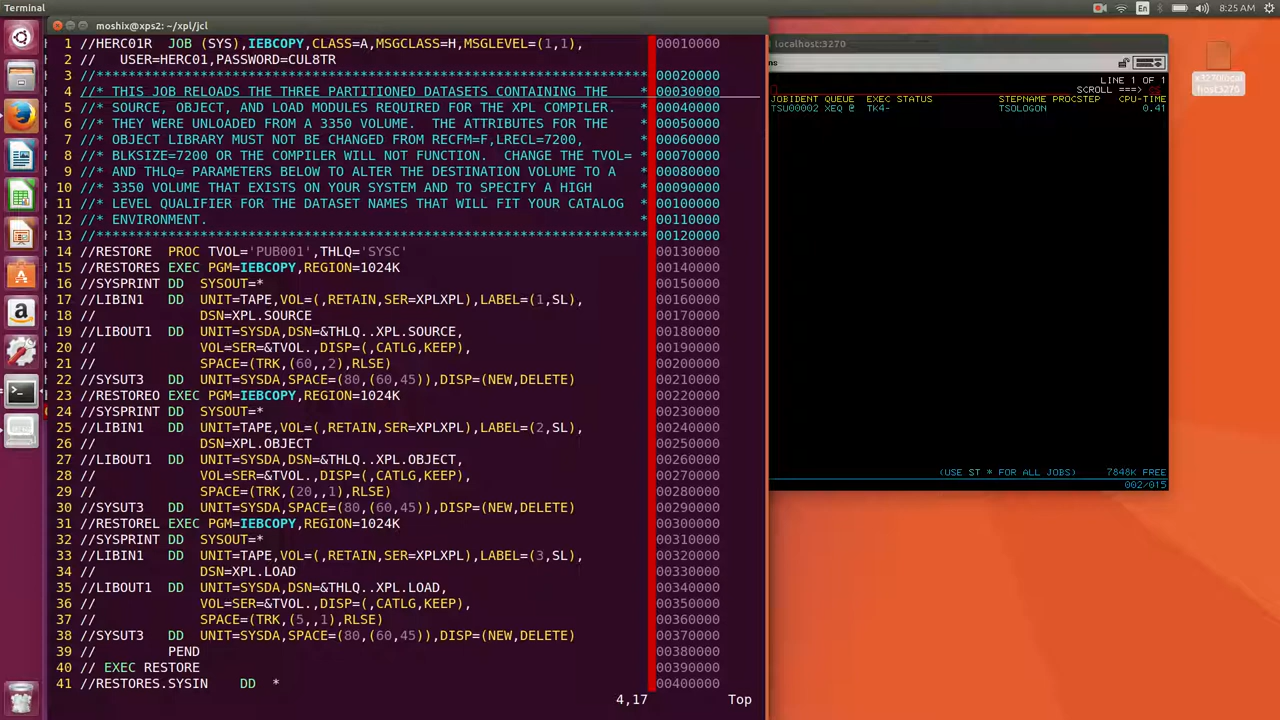 Terminal
En
8:25 AM
moshix@xps2: ~/xpl/jcl
1 //HERC01R JOB (SYS),IEBCOPY,CLASS=A,MSGCLASS=H,MSGLEVEL=(1,1), 00010000
2 // USER=HERC01,PASSWORD=CUL8TR
3 //********************************************************************* 00020000
4 //* THIS JOB RELOADS THE THREE PARTITIONED DATASETS CONTAINING THE * 00030000
5 //* SOURCE, OBJECT, AND LOAD MODULES REQUIRED FOR THE XPL COMPILER. * 00040000
6 //* THEY WERE UNLOADED FROM A 3350 VOLUME. THE ATTRIBUTES FOR THE * 00050000
7 //* OBJECT LIBRARY MUST NOT BE CHANGED FROM RECFM=F,LRECL=7200, * 00060000
8 //* BLKSIZE=7200 OR THE COMPILER WILL NOT FUNCTION. CHANGE THE TVOL= * 00070000
9 //* AND THLQ= PARAMETERS BELOW TO ALTER THE DESTINATION VOLUME TO A * 00080000
10 //* 3350 VOLUME THAT EXISTS ON YOUR SYSTEM AND TO SPECIFY A HIGH * 00090000
11 //* LEVEL QUALIFIER FOR THE DATASET NAMES THAT WILL FIT YOUR CATALOG * 00100000
12 //* ENVIRONMENT. * 00110000
13 //********************************************************************* 00120000
14 //RESTORE PROC TVOL='PUB001',THLQ='SYSC' 00130000
15 //RESTORES EXEC PGM=IEBCOPY,REGION=1024K 00140000
16 //SYSPRINT DD SYSOUT=* 00150000
17 //LIBIN1 DD UNIT=TAPE,VOL=(,RETAIN,SER=XPLXPL),LABEL=(1,SL), 00160000
18 // DSN=XPL.SOURCE 00170000
19 //LIBOUT1 DD UNIT=SYSDA,DSN=&THLQ..XPL.SOURCE, 00180000
20 // VOL=SER=&TVOL.,DISP=(,CATLG,KEEP), 00190000
21 // SPACE=(TRK,(60,,2),RLSE) 00200000
22 //SYSUT3 DD UNIT=SYSDA,SPACE=(80,(60,45)),DISP=(NEW,DELETE) 00210000
23 //RESTOREO EXEC PGM=IEBCOPY,REGION=1024K 00220000
24 //SYSPRINT DD SYSOUT=* 00230000
25 //LIBIN1 DD UNIT=TAPE,VOL=(,RETAIN,SER=XPLXPL),LABEL=(2,SL), 00240000
26 // DSN=XPL.OBJECT 00250000
27 //LIBOUT1 DD UNIT=SYSDA,DSN=&THLQ..XPL.OBJECT, 00260000
28 // VOL=SER=&TVOL.,DISP=(,CATLG,KEEP), 00270000
29 // SPACE=(TRK,(20,,1),RLSE) 00280000
30 //SYSUT3 DD UNIT=SYSDA,SPACE=(80,(60,45)),DISP=(NEW,DELETE) 00290000
31 //RESTOREL EXEC PGM=IEBCOPY,REGION=1024K 00300000
32 //SYSPRINT DD SYSOUT=* 00310000
33 //LIBIN1 DD UNIT=TAPE,VOL=(,RETAIN,SER=XPLXPL),LABEL=(3,SL), 00320000
34 // DSN=XPL.LOAD 00330000
35 //LIBOUT1 DD UNIT=SYSDA,DSN=&THLQ..XPL.LOAD, 00340000
36 // VOL=SER=&TVOL.,DISP=(,CATLG,KEEP), 00350000
37 // SPACE=(TRK,(5,,1),RLSE) 00360000
38 //SYSUT3 DD UNIT=SYSDA,SPACE=(80,(60,45)),DISP=(NEW,DELETE) 00370000
39 // PEND 00380000
40 // EXEC RESTORE 00390000
41 //RESTORES.SYSIN DD * 00400000
4,17 Top
localhost:3270
LINE 1 OF 1
SCROLL ===>
JOBIDENT QUEUE EXEC STATUS STEPNAME PROCSTEP CPU-TIME
TSU00002 XEQ @ TK4- TSOLOGON 0.41
(USE ST * FOR ALL JOBS) 7848K FREE
002/015